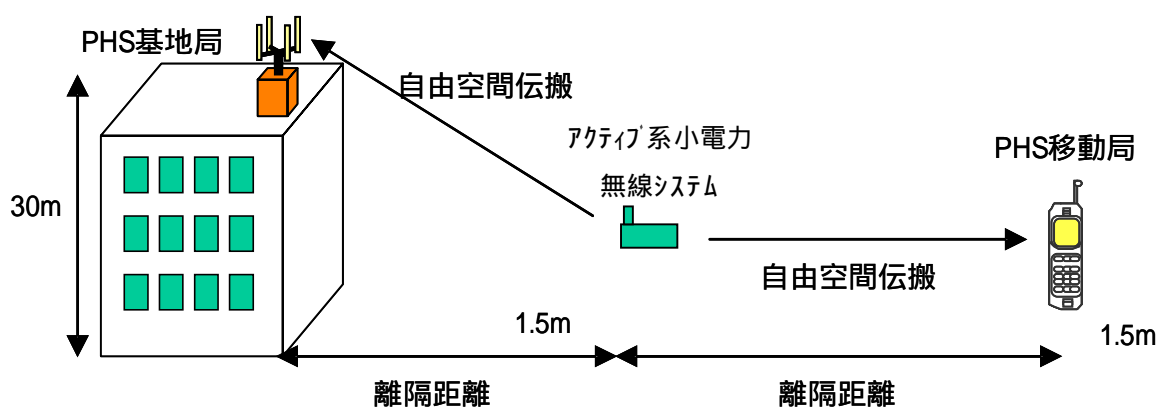 PHS基地局
自由空間伝搬
ｱｸﾃｨﾌﾞ系小電力
無線ｼｽﾃﾑ
PHS移動局
30m
自由空間伝搬
1.5m
1.5m
離隔距離
離隔距離